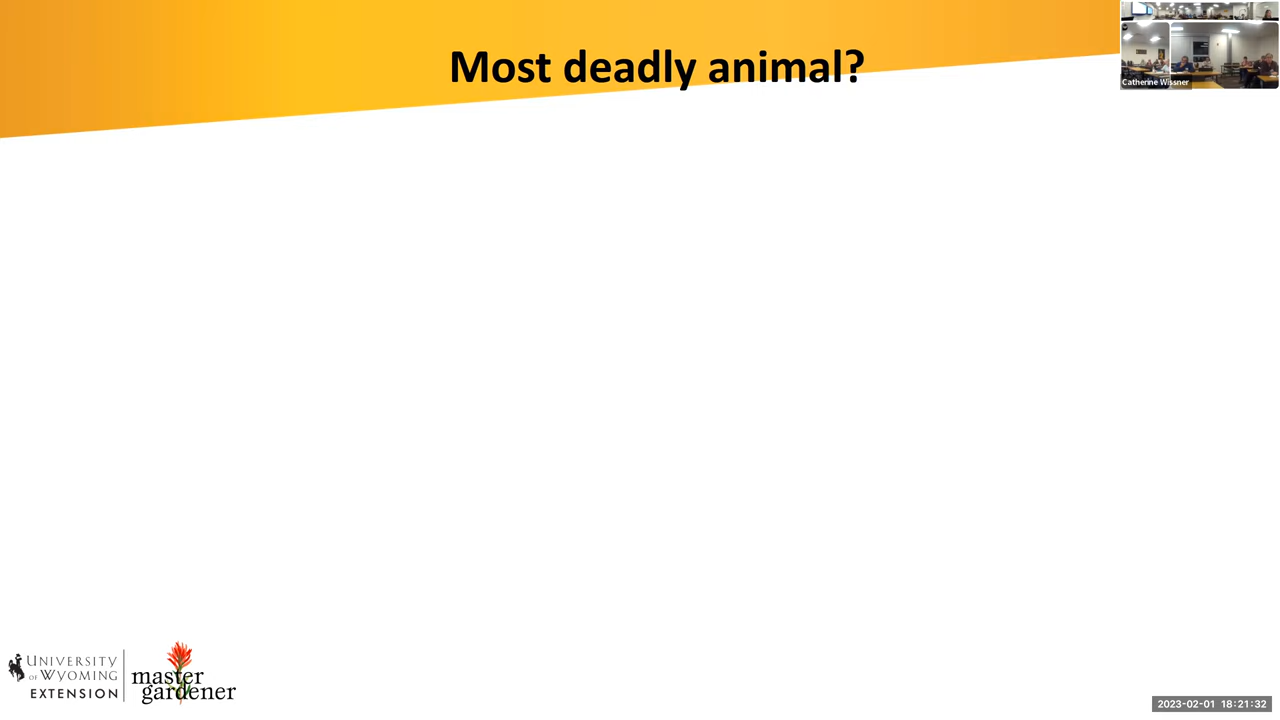 Most deadly animal?
Catherine Wissner
UNIVERSITY
OF WYOMING
EXTENSION
master
gardener
2023-02-01 18:21:32